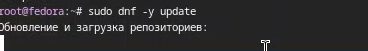 root@fedora:~# sudo dnf -y update
Обновление и загрузка репозиториев: